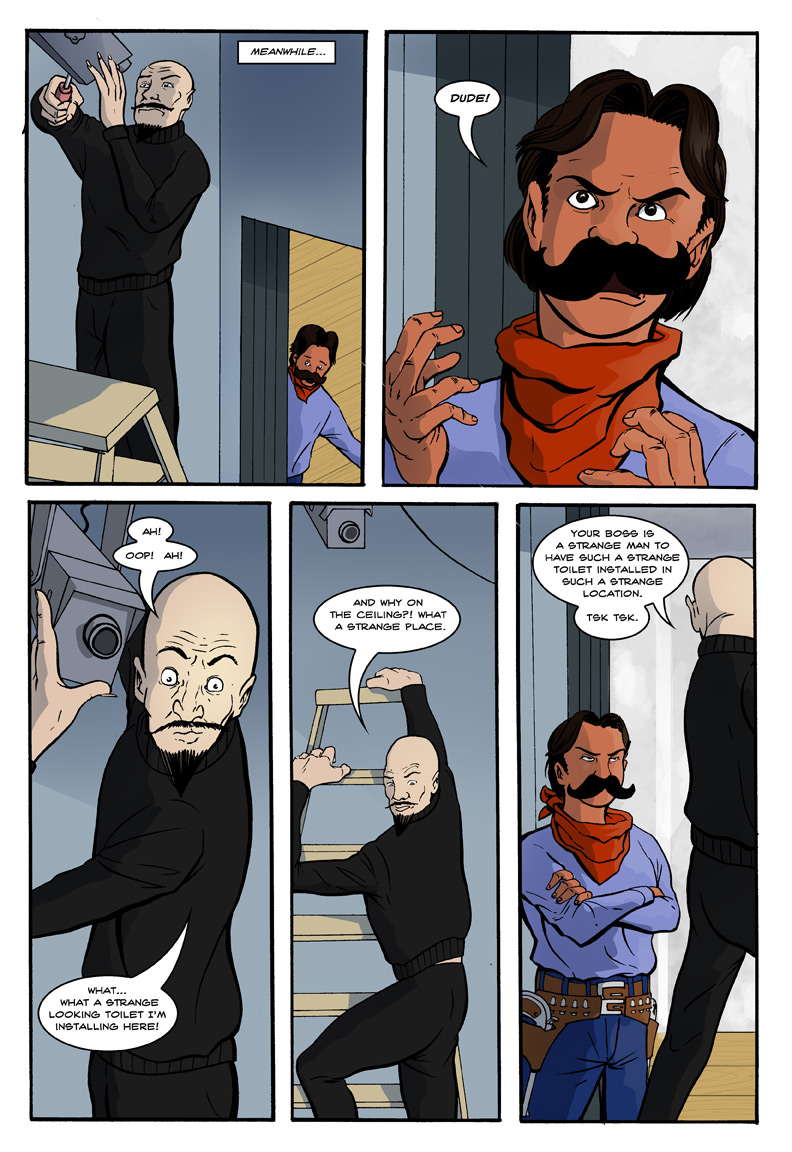 MEANWHILE...
DUDE!
AH!
OOP! AH!
WHAT...
WHAT A STRANGE
LOOKING TOILET I'M
INSTALLING HERE!
AND WHY ON
THE CEILING?! WHAT
A STRANGE PLACE.
YOUR BOSS IS
A STRANGE MAN TO
HAVE SUCH A STRANGE
TOILET INSTALLED IN
SUCH A STRANGE
LOCATION.
TSK TSK.